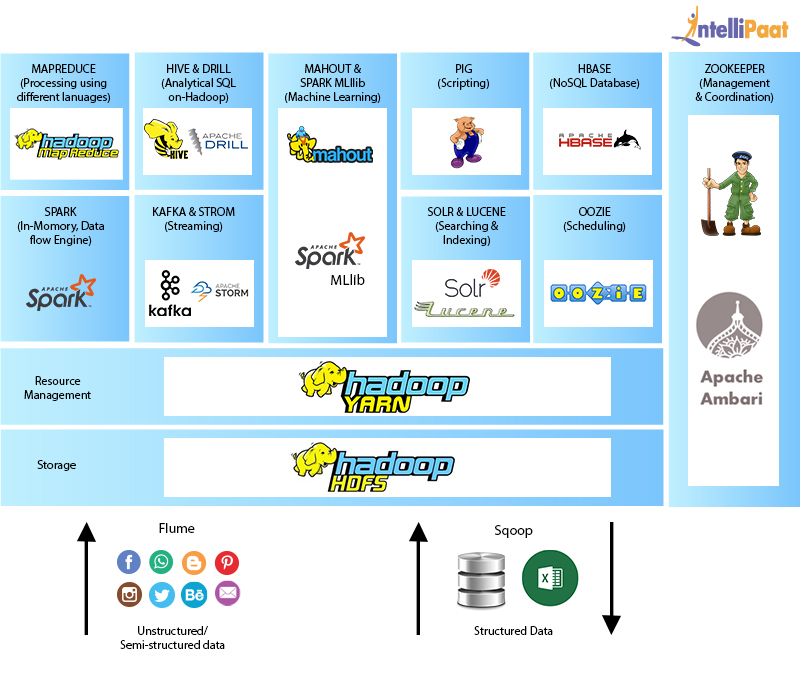 IntelliPaat
MAPREDUCE
(Processing using
different lanuages)
hadoop
Map Reduce
HIVE & DRILL
(Analytical SQL
on-Hadoop)
HIVE
APACHE
DRILL
MAHOUT &
SPARK MLlib
(Machine Learning)
mahout
APACHE
Spark
MLlib
PIG
(Scripting)
HBASE
(NoSQL Database)
APACHE
HBASE
ZOOKEEPER
(Management
& Coordination)
Apache
Ambari
SPARK
(In-Momory, Data
flow Engine)
APACHE
Spark
KAFKA & STROM
(Streaming)
kafka
APACHE
STORM
SOLR & LUCENE
(Searching &
Indexing)
Solr
Lucene
OOZIE
(Scheduling)
OOZIE
Resource
Management
hadoop
YARN
Storage
hadoop
HDFS
Flume
Unstructured/
Semi-structured data
Sqoop
X
Structured Data